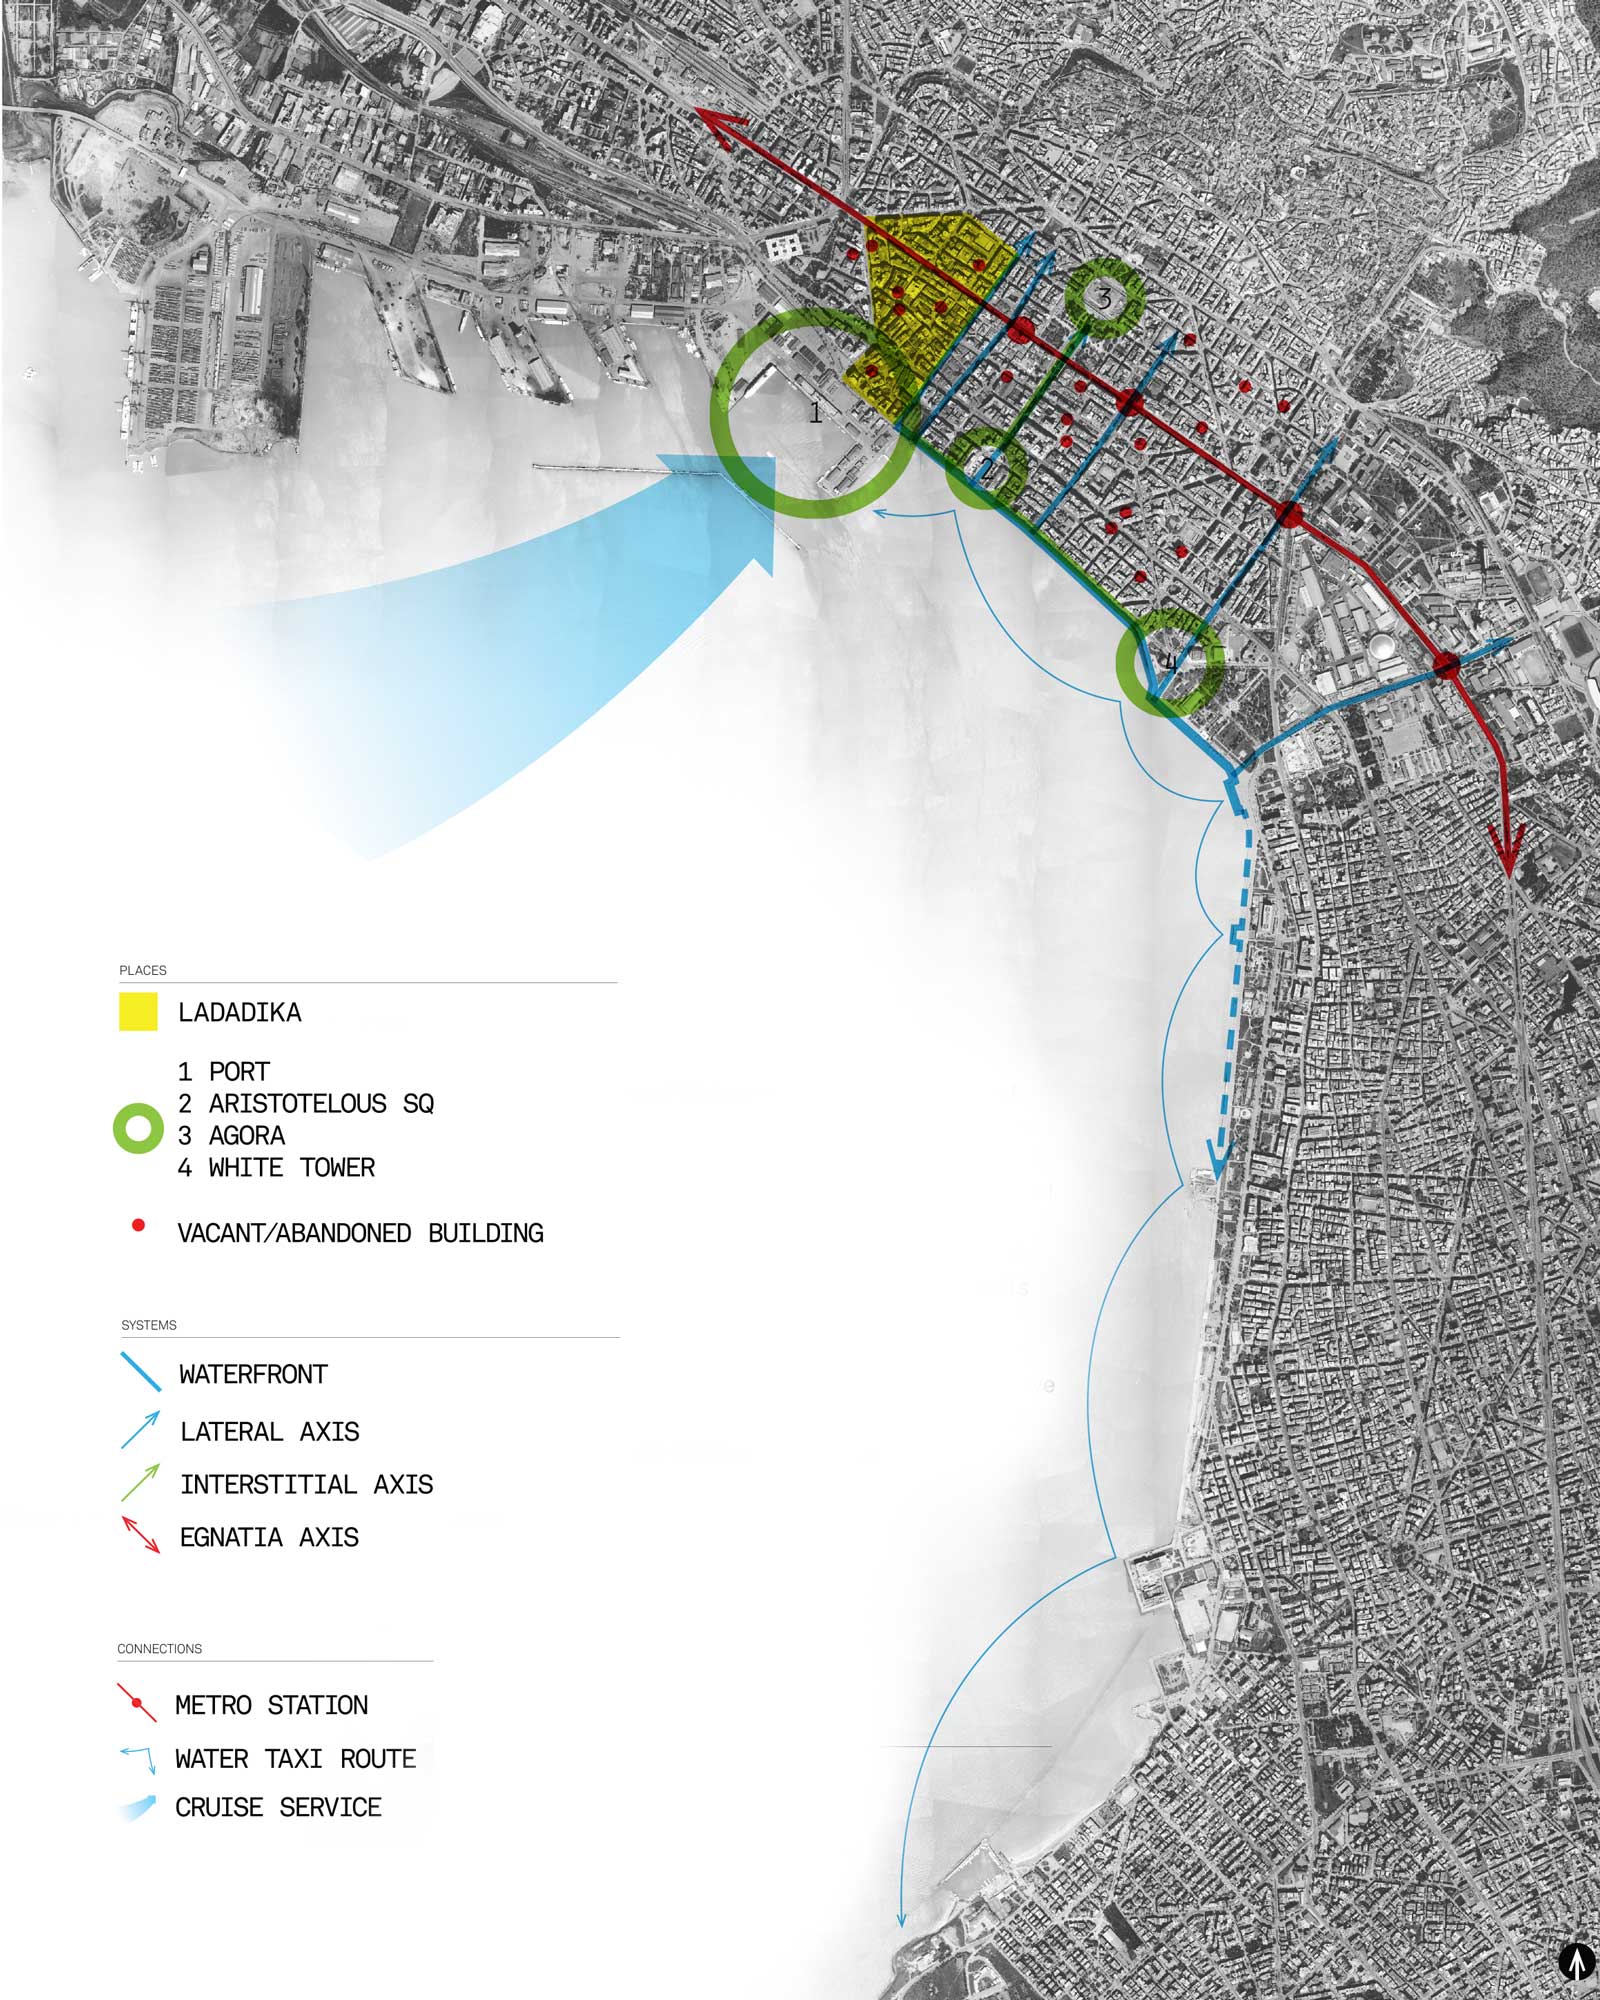 3
1
2
4
PLACES
LADADIKA
1 PORT
2 ARISTOTELOUS SQ
3 AGORA
4 WHITE TOWER
VACANT/ABANDONED BUILDING
SYSTEMS
WATERFRONT
LATERAL AXIS
INTERSTITIAL AXIS
EGNATIA AXIS
CONNECTIONS
METRO STATION
WATER TAXI ROUTE
CRUISE SERVICE